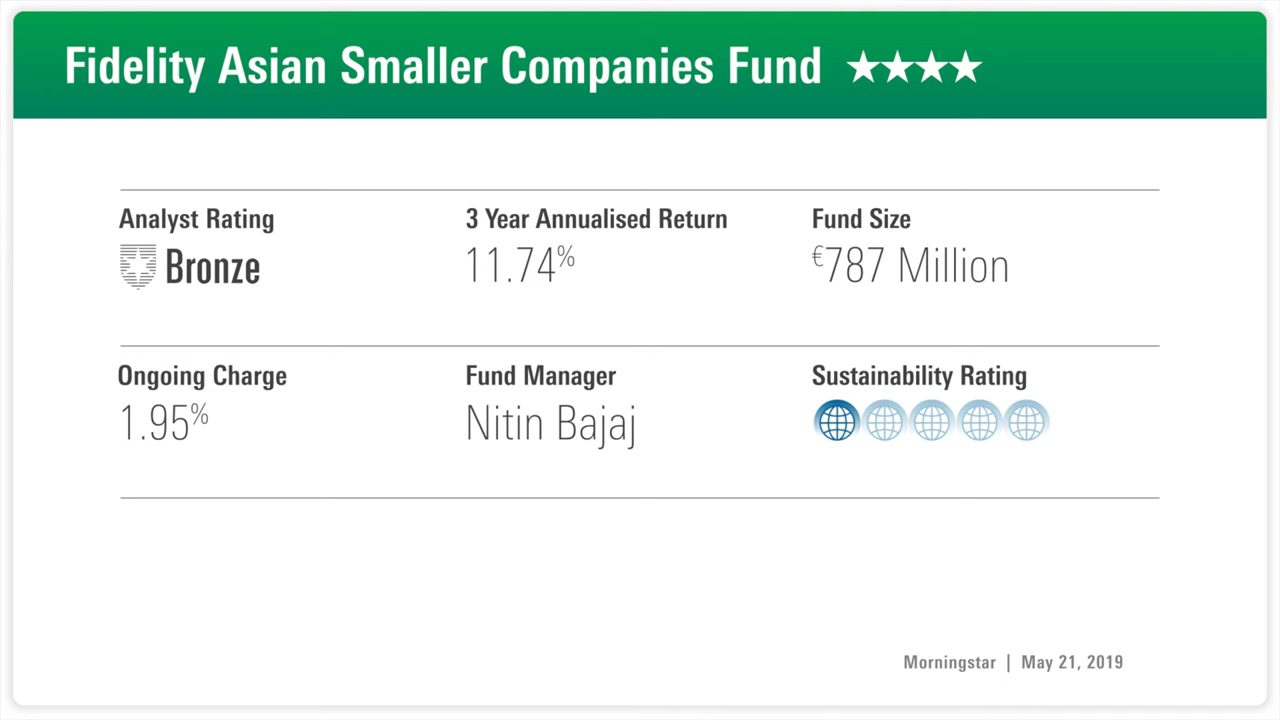 Fidelity Asian Smaller Companies Fund ★★★★
Analyst Rating
Bronze
3 Year Annualised Return
11.74%
Fund Size
€787 Million
Ongoing Charge
1.95%
Fund Manager
Nitin Bajaj
Sustainability Rating
Morningstar | May 21, 2019